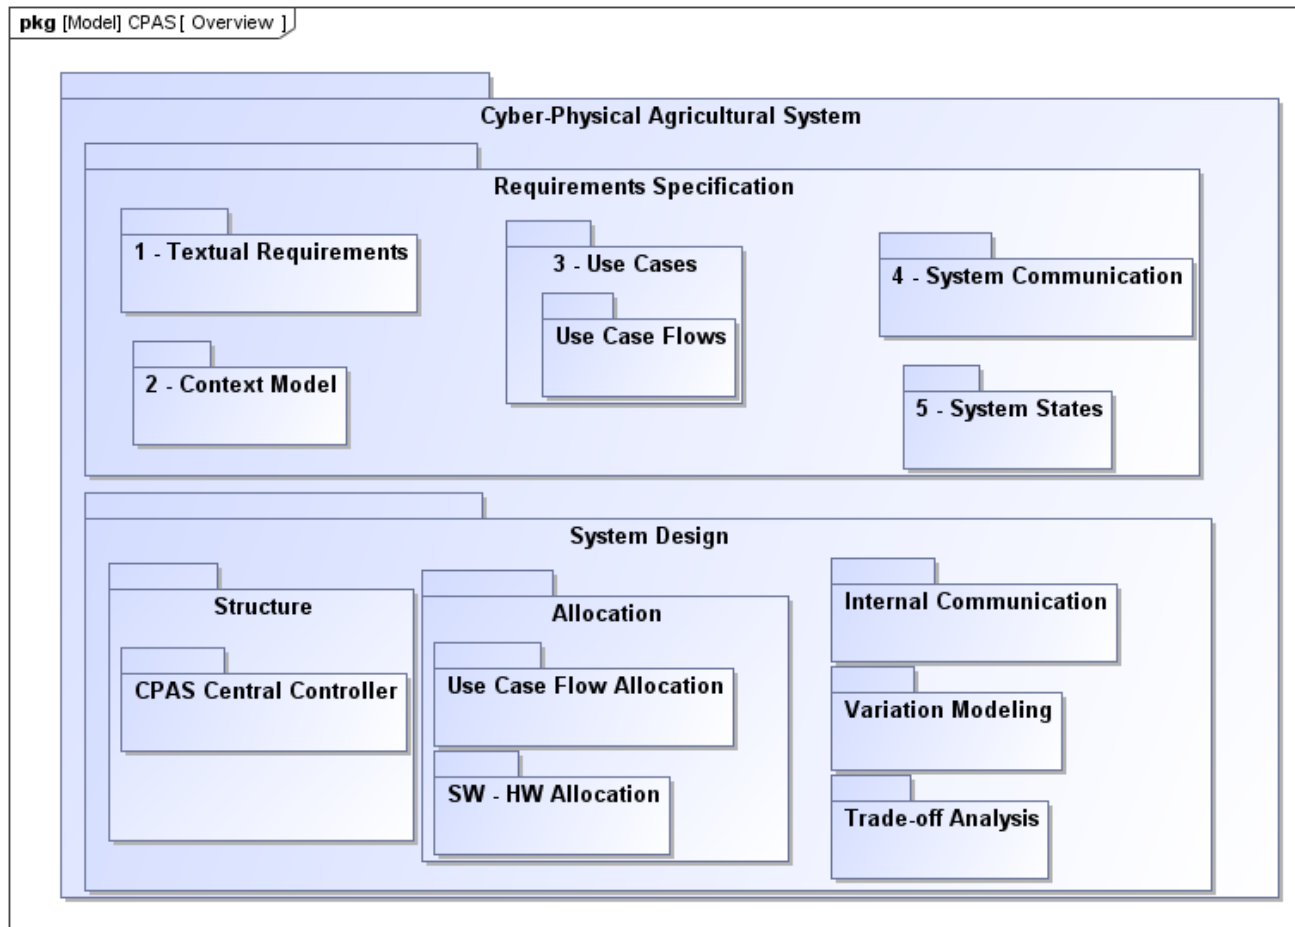 pkg [Model] CPAS [ Overview ]
Cyber-Physical Agricultural System
Requirements Specification
1 - Textual Requirements
2 - Context Model
3 - Use Cases
Use Case Flows
4 - System Communication
5 - System States
System Design
Structure
CPAS Central Controller
Allocation
Use Case Flow Allocation
SW - HW Allocation
Internal Communication
Variation Modeling
Trade-off Analysis